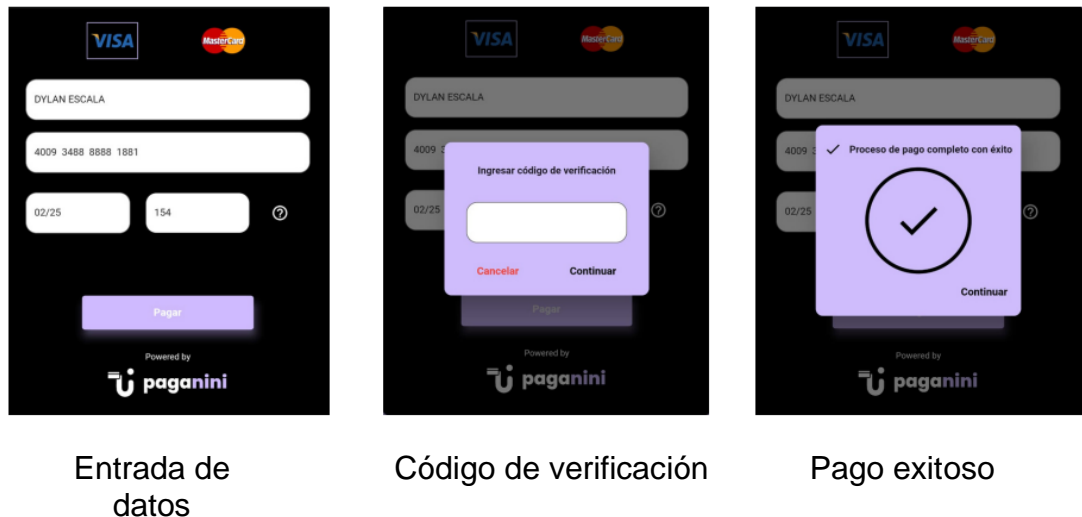 VISA
MasterCard
DYLAN ESCALA
4009 3488 8888 1881
02/25
154
?
Pagar
Powered by
paganini
Entrada de
datos
VISA
MasterCard
DYLAN ESCALA
4009 3
Ingresar código de verificación
02/25
?
Cancelar
Continuar
Pagar
Powered by
paganini
Código de verificación
VISA
MasterCard
DYLAN ESCALA
4009 3
Proceso de pago completo con éxito
02/25
?
Continuar
Powered by
paganini
Pago exitoso